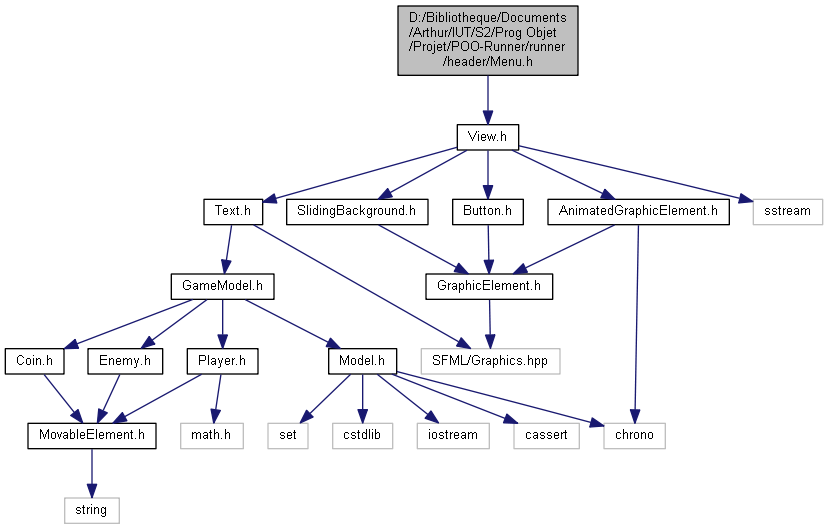 D:/Bibliotheque/Documents
/Arthur/IUT/S2/Prog Objet
/Projet/POO-Runner/runner
/header/Menu.h
View.h
Text.h
SlidingBackground.h
Button.h
AnimatedGraphicElement.h
sstream
GameModel.h
GraphicElement.h
Coin.h
Enemy.h
Player.h
Model.h
SFML/Graphics.hpp
MovableElement.h
math.h
set
cstdlib
iostream
cassert
chrono
string